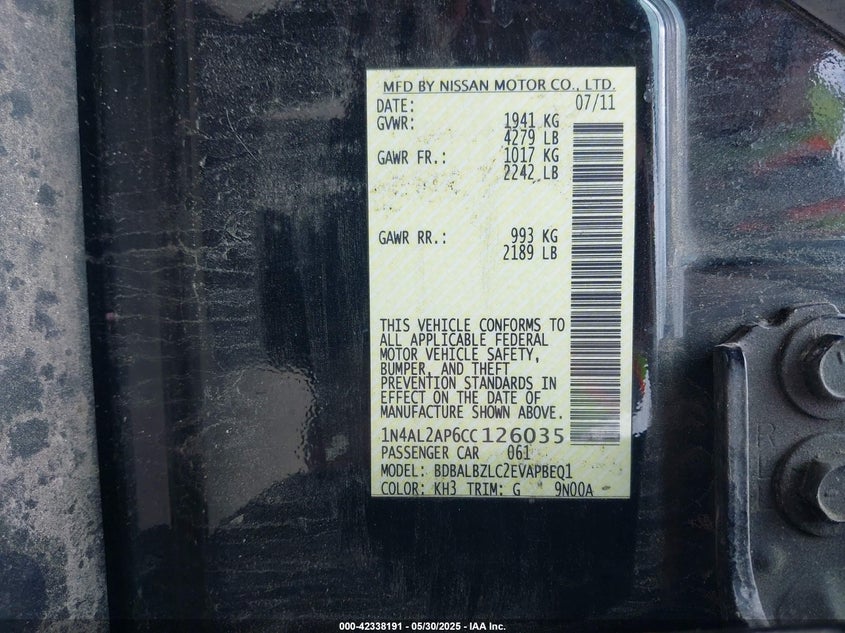 MFD BY NISSAN MOTOR CO., LTD.
DATE: 07/11
GVWR: 1941 KG
4279 LB
GAWR FR.: 1017 KG
2242 LB
GAWR RR.: 993 KG
2189 LB
THIS VEHICLE CONFORMS TO
ALL APPLICABLE FEDERAL
MOTOR VEHICLE SAFETY,
BUMPER, AND THEFT
PREVENTION STANDARDS IN
EFFECT ON THE DATE OF
MANUFACTURE SHOWN ABOVE.
1N4AL2AP6CC126035
PASSENGER CAR 061
MODEL: BDBALBZLC2EVAPBEQ1
COLOR: KH3 TRIM: G 9N00A
000-42338191 - 05/30/2025 - IAA Inc.